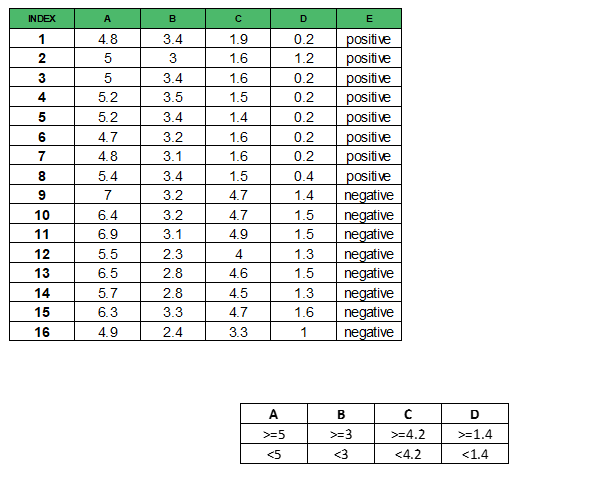 INDEX A B C D E
1 4.8 3.4 1.9 0.2 positive
2 5 3 1.6 1.2 positive
3 5 3.4 1.6 0.2 positive
4 5.2 3.5 1.5 0.2 positive
5 5.2 3.4 1.4 0.2 positive
6 4.7 3.2 1.6 0.2 positive
7 4.8 3.1 1.6 0.2 positive
8 5.4 3.4 1.5 0.4 positive
9 7 3.2 4.7 1.4 negative
10 6.4 3.2 4.7 1.5 negative
11 6.9 3.1 4.9 1.5 negative
12 5.5 2.3 4 1.3 negative
13 6.5 2.8 4.6 1.5 negative
14 5.7 2.8 4.5 1.3 negative
15 6.3 3.3 4.7 1.6 negative
16 4.9 2.4 3.3 1 negative
A B C D
>=5 >=3 >=4.2 >=1.4
<5 <3 <4.2 <1.4